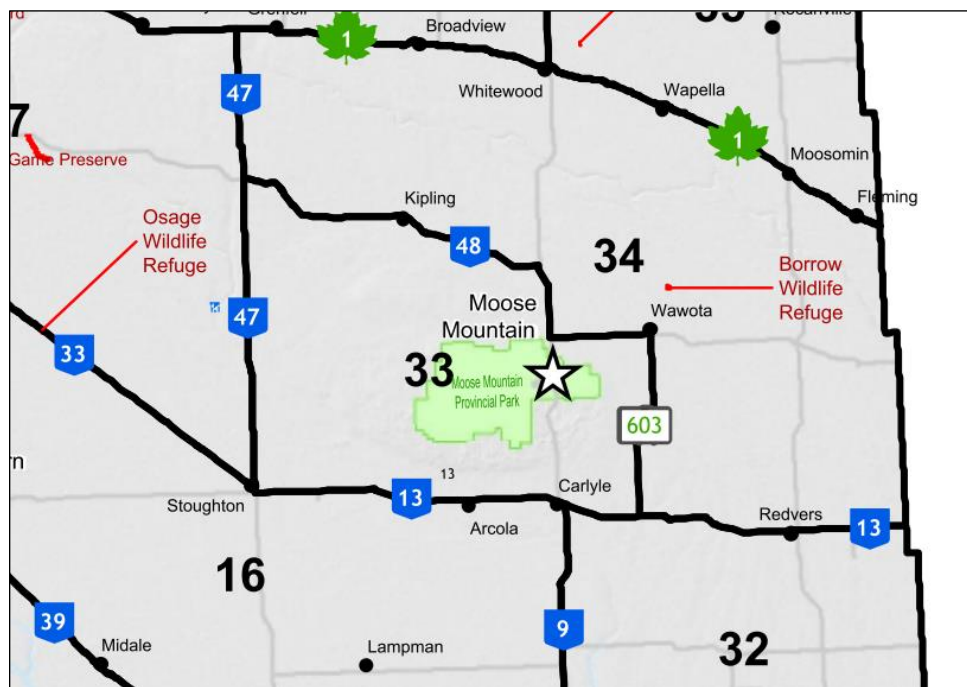 Broadview
1
Whitewood
Wapella
47
1
7
Game Preserve
Moosomin
Fleming
Kipling
Osage
Wildlife
Refuge
48
34
Borrow
Wildlife
Refuge
Moose
Mountain
Wawota
47
33
33
Moose Mountain
Provincial Park
603
rn
13
13
Carlyle
Stoughton
Arcola
Redvers
13
16
39
9
Midale
Lampman
32